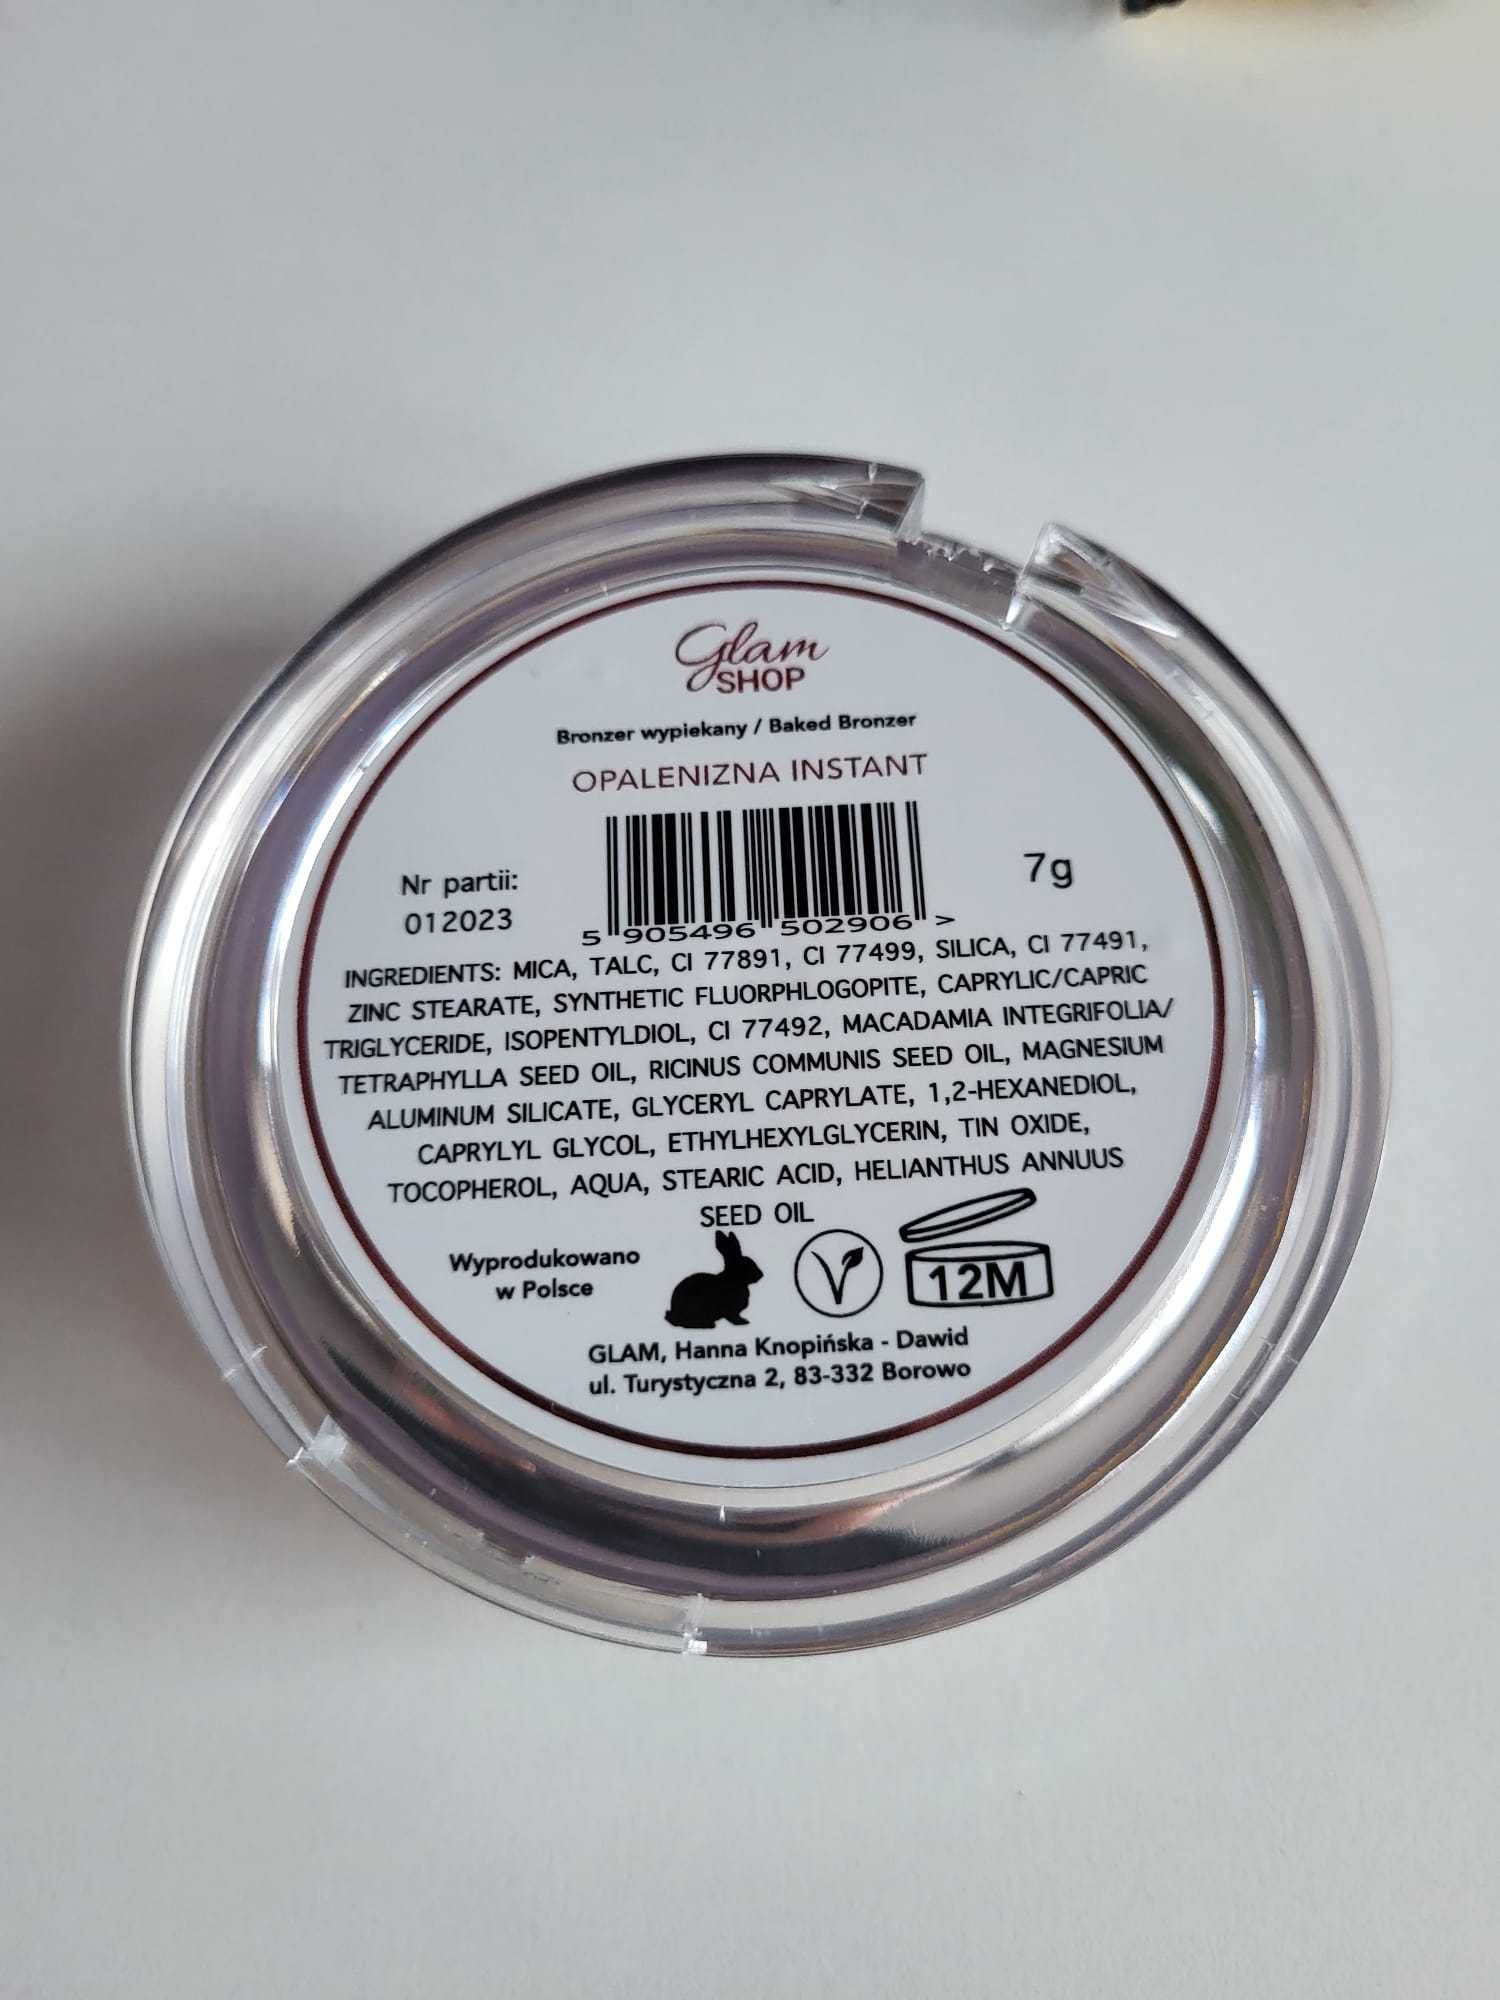 Glam
SHOP
Bronzer wypiekany / Baked Bronzer
OPALENIZNA INSTANT
Nr partii:
012023
7g
5 905496 502906 >
INGREDIENTS: MICA, TALC, CI 77891, CI 77499, SILICA, CI 77491,
ZINC STEARATE, SYNTHETIC FLUORPHLOGOPITE, CAPRYLIC/CAPRIC
TRIGLYCERIDE, ISOPENTYLDIOL, CI 77492, MACADAMIA INTEGRIFOLIA/
TETRAPHYLLA SEED OIL, RICINUS COMMUNIS SEED OIL, MAGNESIUM
ALUMINUM SILICATE, GLYCERYL CAPRYLATE, 1,2-HEXANEDIOL,
CAPRYLYL GLYCOL, ETHYLHEXYLGLYCERIN, TIN OXIDE,
TOCOPHEROL, AQUA, STEARIC ACID, HELIANTHUS ANNUUS
SEED OIL
Wyprodukowano
w Polsce
12M
GLAM, Hanna Knopińska - Dawid
ul. Turystyczna 2, 83-332 Borowo